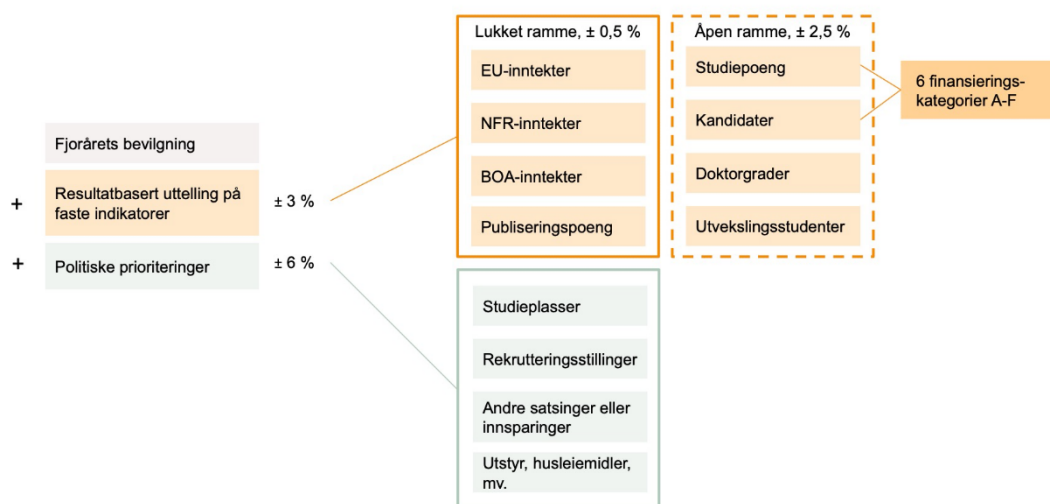 Fjorårets bevilgning
+
Resultatbasert uttelling på
faste indikatorer
± 3 %
+
Politiske prioriteringer
± 6 %
Lukket ramme, ± 0,5 %
EU-inntekter
NFR-inntekter
BOA-inntekter
Publiseringspoeng
Åpen ramme, ± 2,5 %
Studiepoeng
Kandidater
Doktorgrader
Utvekslingsstudenter
6 finansierings-
kategorier A-F
Studieplasser
Rekrutteringsstillinger
Andre satsinger eller
innsparinger
Utstyr, husleiemidler,
mv.